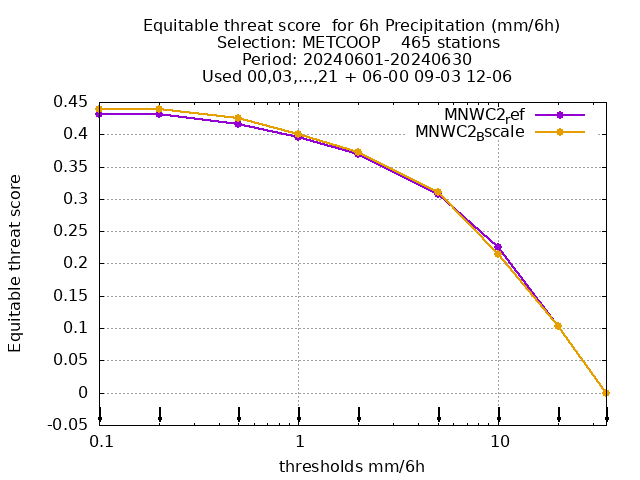 Equitable threat score  for 6h Precipitation (mm/6h)
Selection: METCOOP    465 stations
Period: 20240601-20240630
Used 00,03,...,21 + 06-00 09-03 12-06
0.45
0.4
0.35
0.3
0.25
0.2
0.15
0.1
0.05
0
-0.05
Equitable threat score
MNWC2ref
MNWC2Bscale
0.1
1
10
thresholds mm/6h